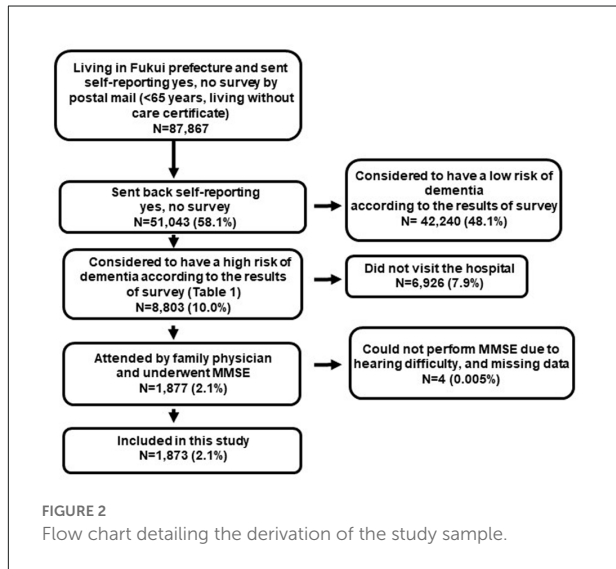 Living in Fukui prefecture and sent
self-reporting yes, no survey by
postal mail (<65 years, living without
care certificate)
N=87,867
Sent back self-reporting
yes, no survey
N=51,043 (58.1%)
Considered to have a low risk of
dementia
according to the results of survey
N= 42,240 (48.1%)
Considered to have a high risk of
dementia according to the results
of survey (Table 1)
N=8,803 (10.0%)
Did not visit the hospital
N=6,926 (7.9%)
Attended by family physician
and underwent MMSE
N=1,877 (2.1%)
Could not perform MMSE due to
hearing difficulty, and missing data
N=4 (0.005%)
Included in this study
N=1,873 (2.1%)
FIGURE 2
Flow chart detailing the derivation of the study sample.